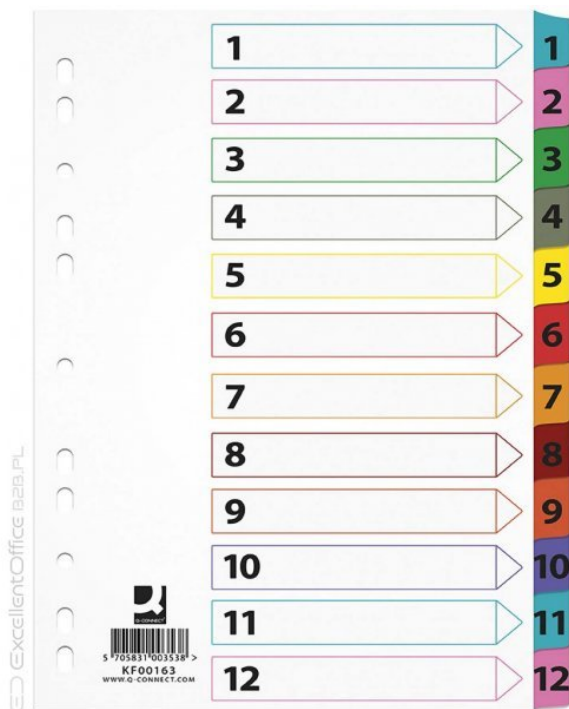 1 1
2 2
3 3
4 4
5 5
6 6
7 7
8 8
9 9
10 10
11 11
12 12
Q-CONNECT
5 705831 003538 >
KF00163
WWW.Q-CONNECT.COM
ExcellentOffice B2B.PL